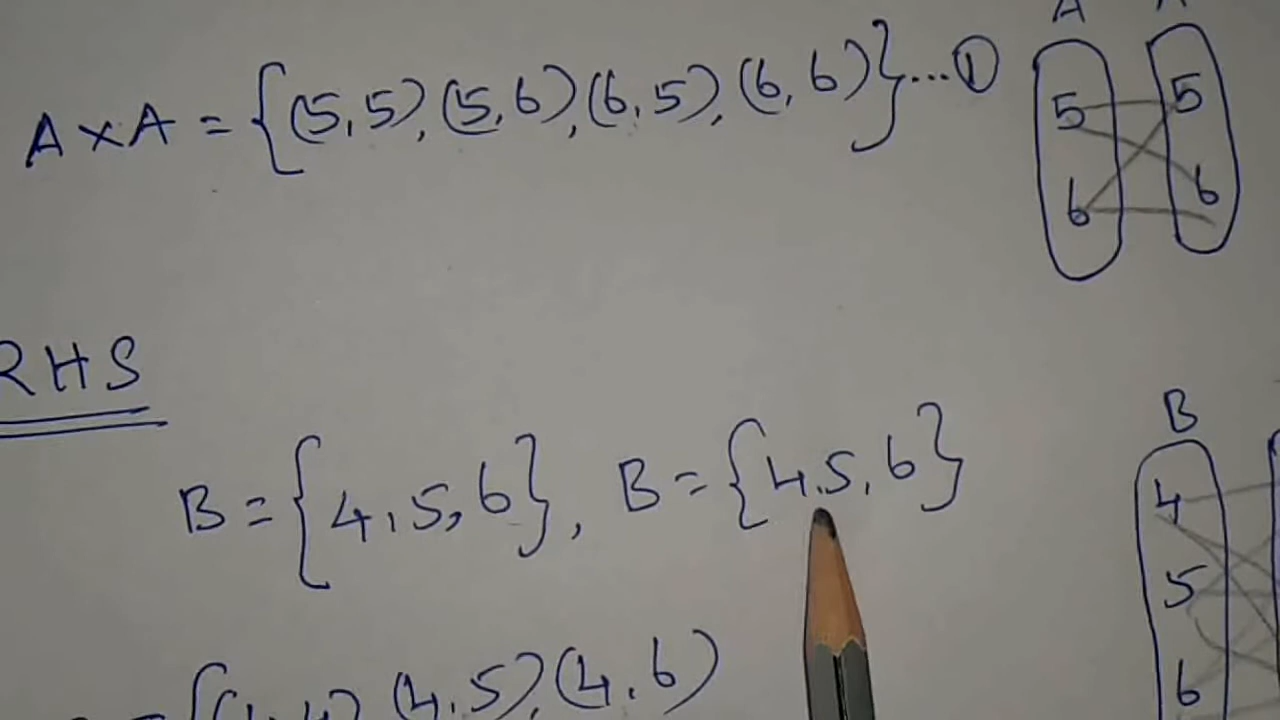 A
A×A = {(5,5), (5,6), (6,5), (6,6)}...①
5 5
6 6
RHS
B = {4,5,6}, B = {4,5,6}
B
4
5
6
(4,5), (4,6)